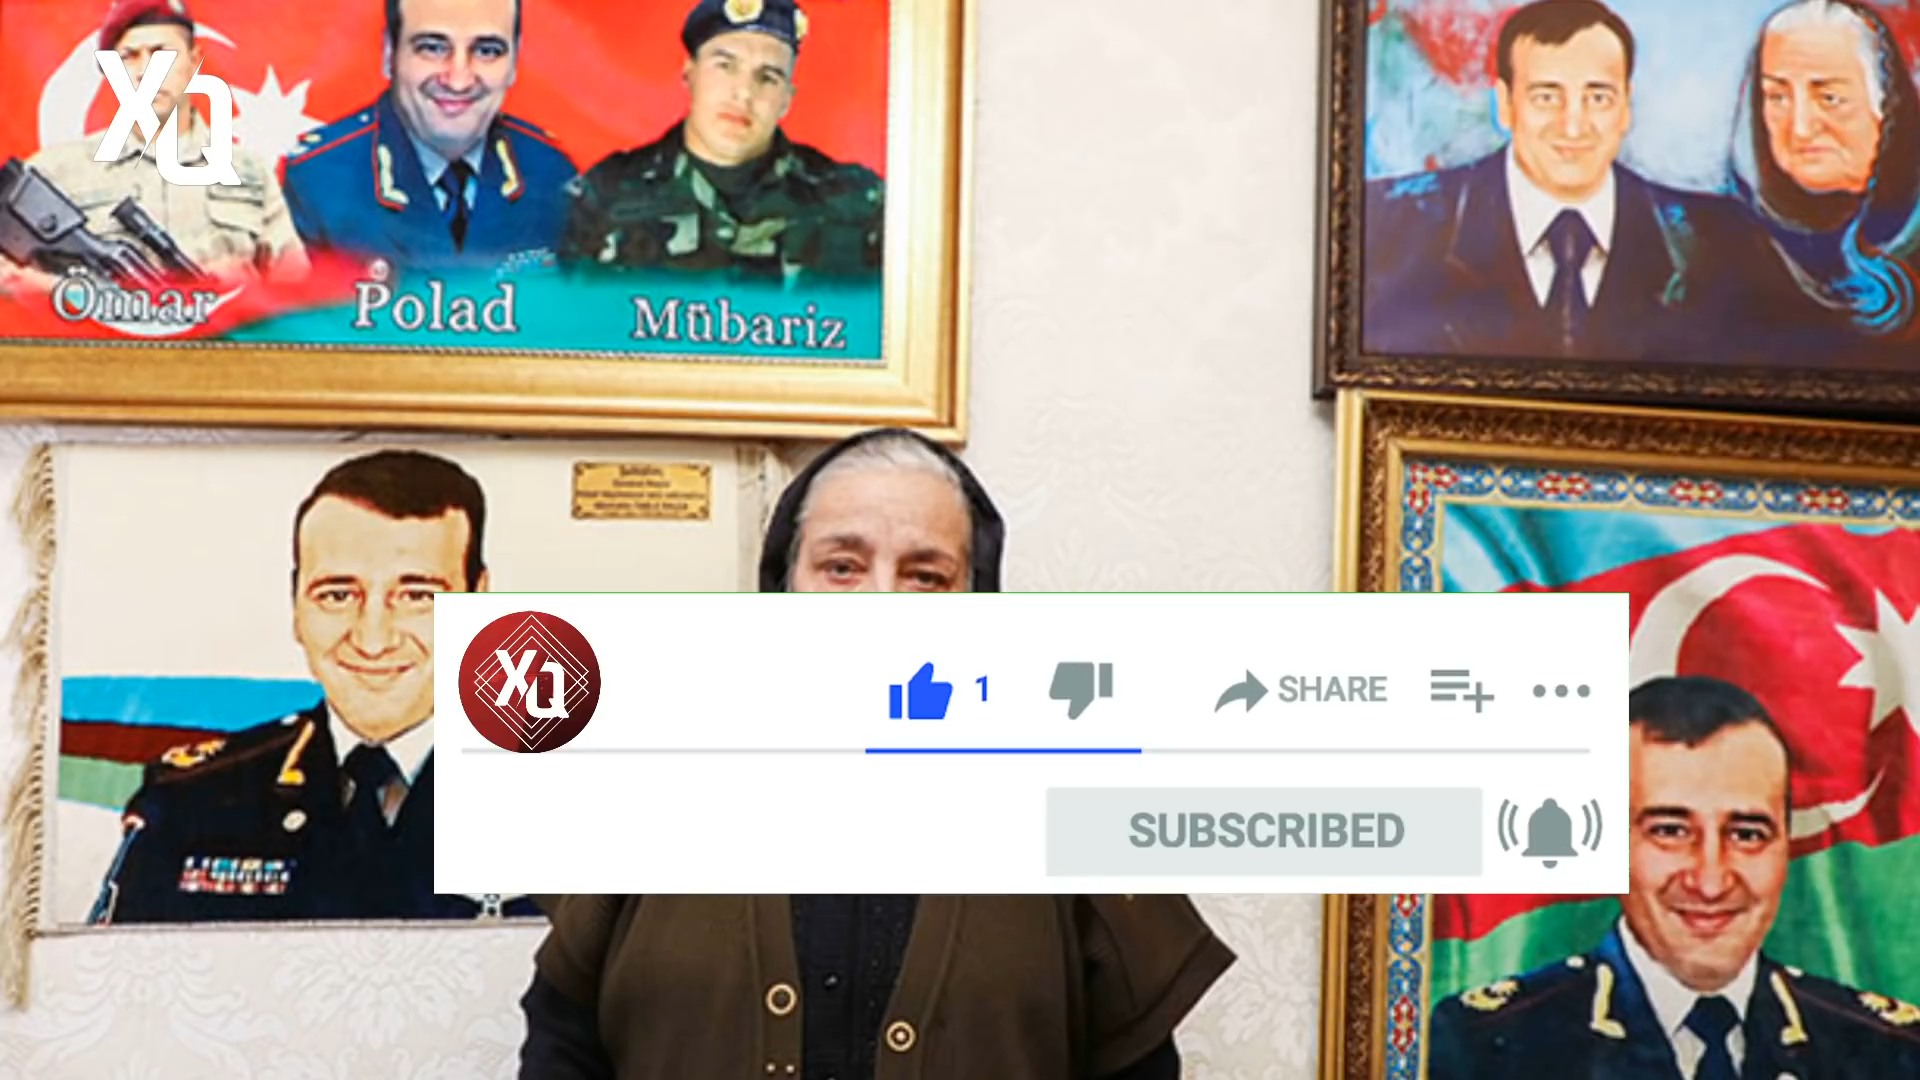 XQ
Ömar
Polad
Mübariz
XQ
1
SHARE
SUBSCRIBED